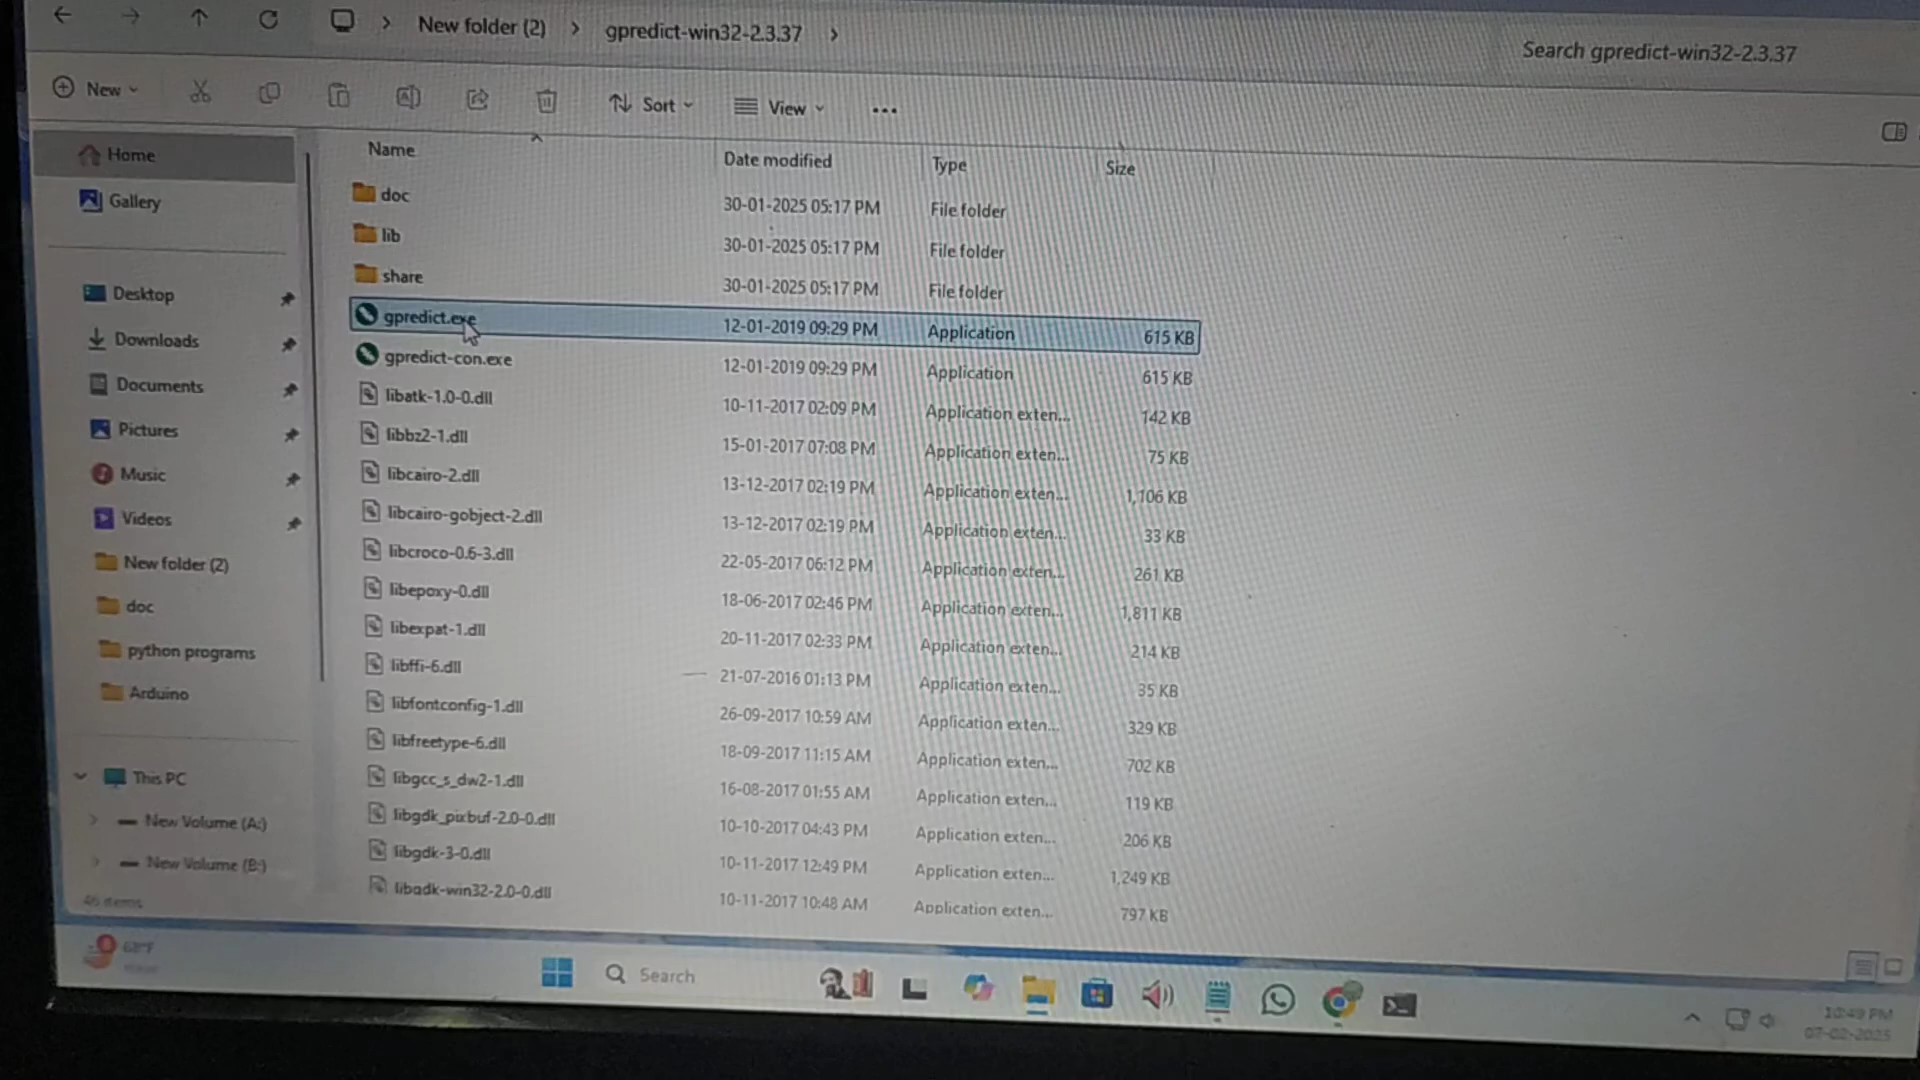 New folder (2) > gpredict-win32-2.3.37 >
Search gpredict-win32-2.3.37
New Sort View ...
Home
Gallery
Desktop
Downloads
Documents
Pictures
Music
Videos
New folder (2)
doc
python programs
Arduino
This PC
New Volume (A:)
New Volume (B:)
46 items
Name Date modified Type Size
doc 30-01-2025 05:17 PM File folder
lib 30-01-2025 05:17 PM File folder
share 30-01-2025 05:17 PM File folder
gpredict.exe 12-01-2019 09:29 PM Application 615 KB
gpredict-con.exe 12-01-2019 09:29 PM Application 615 KB
libatk-1.0-0.dll 10-11-2017 02:09 PM Application exten... 142 KB
libbz2-1.dll 15-01-2017 07:08 PM Application exten... 75 KB
libcairo-2.dll 13-12-2017 02:19 PM Application exten... 1,106 KB
libcairo-gobject-2.dll 13-12-2017 02:19 PM Application exten... 33 KB
libcroco-0.6-3.dll 22-05-2017 06:12 PM Application exten... 261 KB
libepoxy-0.dll 18-06-2017 02:46 PM Application exten... 1,811 KB
libexpat-1.dll 20-11-2017 02:33 PM Application exten... 214 KB
libffi-6.dll 21-07-2016 01:13 PM Application exten... 35 KB
libfontconfig-1.dll 26-09-2017 10:59 AM Application exten... 329 KB
libfreetype-6.dll 18-09-2017 11:15 AM Application exten... 702 KB
libgcc_s_dw2-1.dll 16-08-2017 01:55 AM Application exten... 119 KB
libgdk_pixbuf-2.0-0.dll 10-10-2017 04:43 PM Application exten... 206 KB
libgdk-3-0.dll 10-11-2017 12:49 PM Application exten... 1,249 KB
libgdk-win32-2.0-0.dll 10-11-2017 10:48 AM Application exten... 797 KB
68°F
Search
10:49 PM
07-02-2025